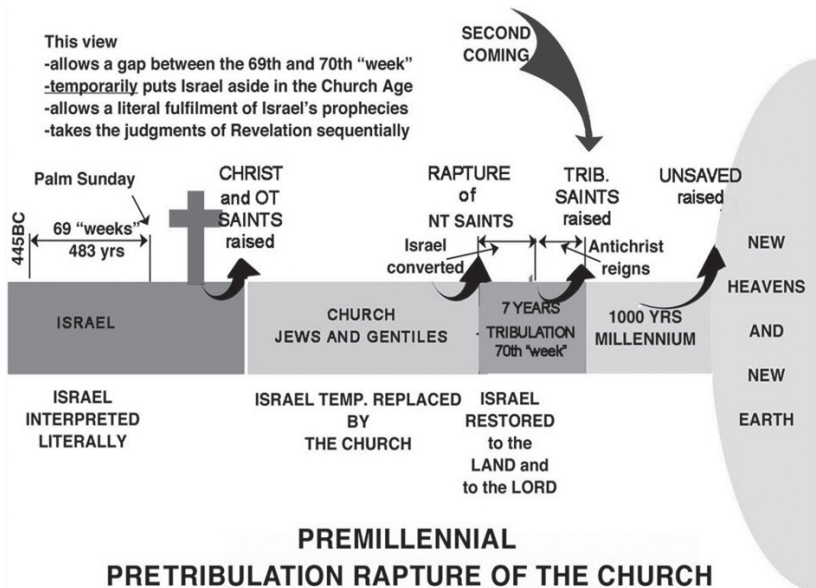 This view
-allows a gap between the 69th and 70th “week”
-temporarily puts Israel aside in the Church Age
-allows a literal fulfilment of Israel's prophecies
-takes the judgments of Revelation sequentially
SECOND
COMING
Palm Sunday
445BC
69 “weeks”
483 yrs
CHRIST
and OT
SAINTS
raised
RAPTURE
of
NT SAINTS
Israel
converted
TRIB.
SAINTS
raised
Antichrist
reigns
UNSAVED
raised
ISRAEL
CHURCH
JEWS AND GENTILES
7 YEARS
TRIBULATION
70th “week”
1000 YRS
MILLENNIUM
NEW
HEAVENS
AND
NEW
EARTH
ISRAEL
INTERPRETED
LITERALLY
ISRAEL TEMP. REPLACED
BY
THE CHURCH
ISRAEL
RESTORED
to the
LAND and
to the LORD
PREMILLENNIAL
PRETRIBULATION RAPTURE OF THE CHURCH